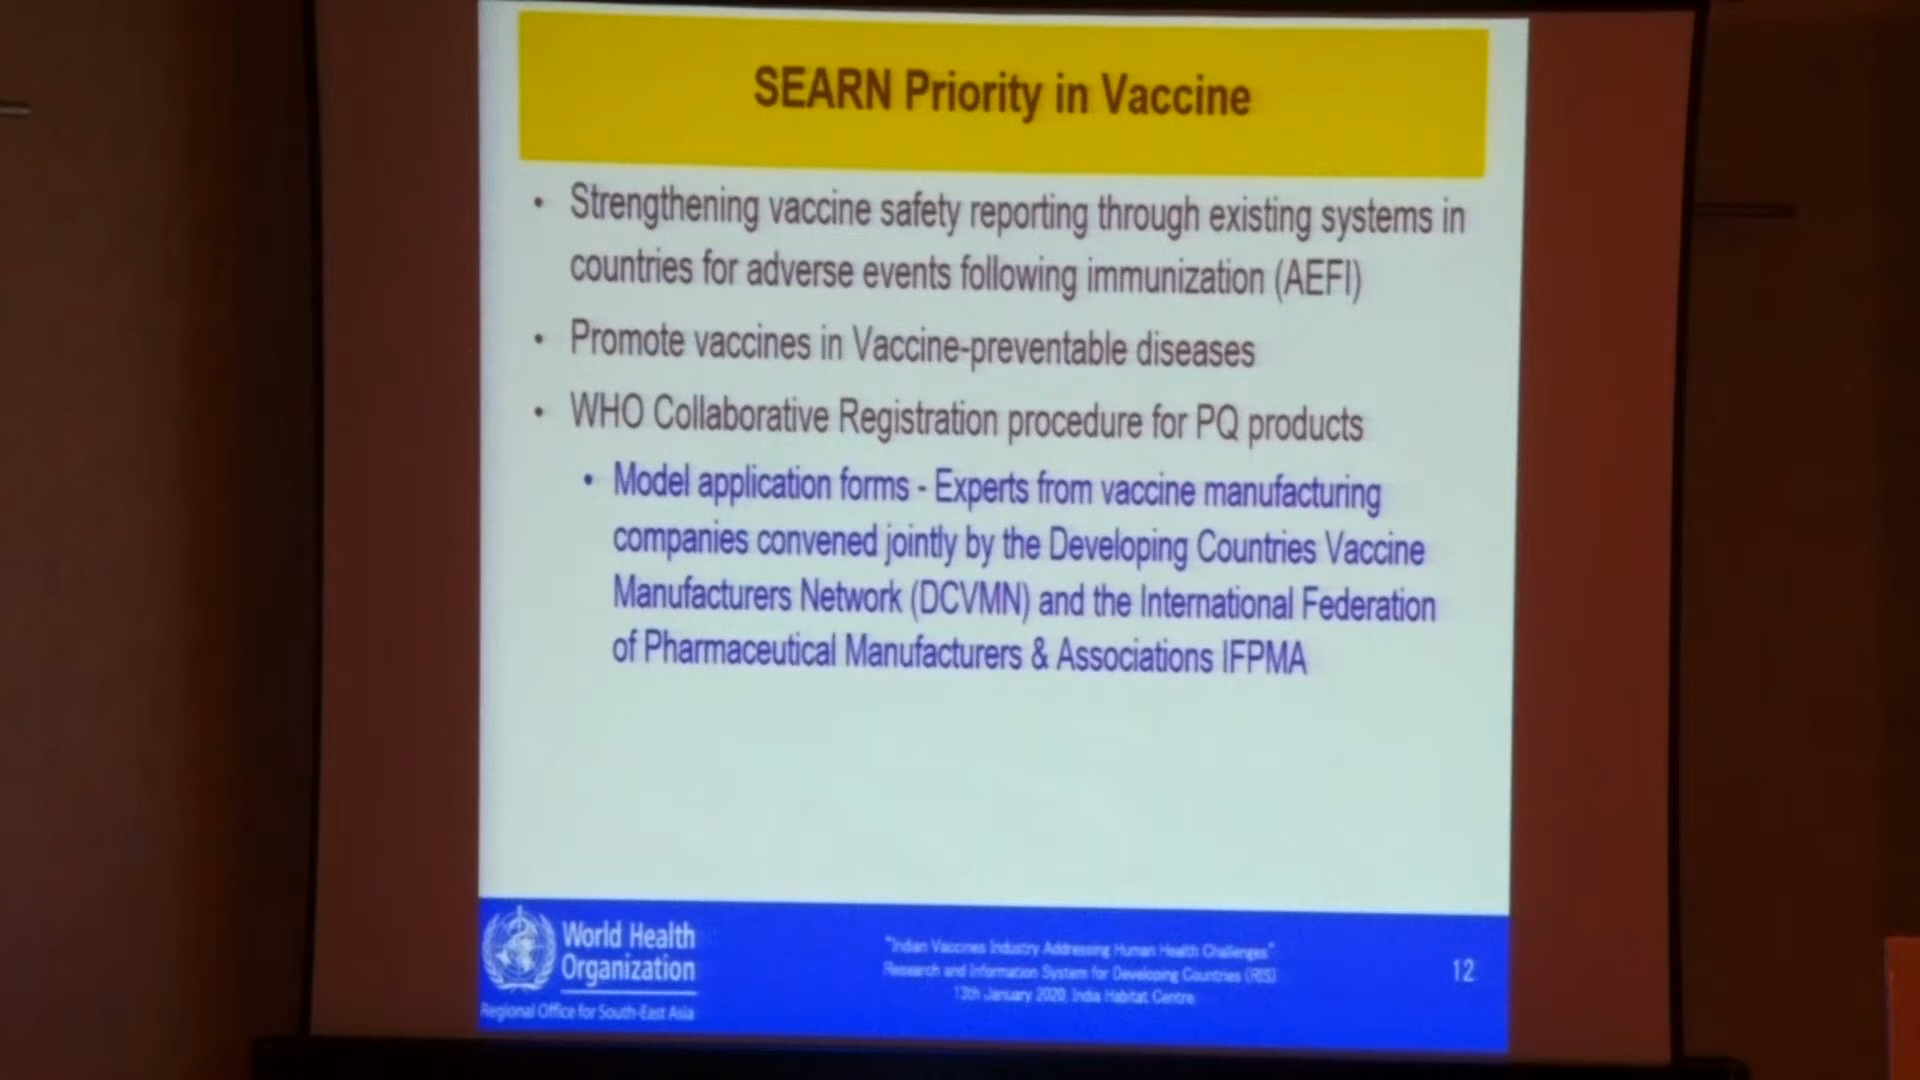 SEARN Priority in Vaccine
• Strengthening vaccine safety reporting through existing systems in
countries for adverse events following immunization (AEFI)
• Promote vaccines in Vaccine-preventable diseases
• WHO Collaborative Registration procedure for PQ products
• Model application forms - Experts from vaccine manufacturing
companies convened jointly by the Developing Countries Vaccine
Manufacturers Network (DCVMN) and the International Federation
of Pharmaceutical Manufacturers & Associations IFPMA
World Health
Organization
Regional Office for South-East Asia
"Indian Vaccines Industry Addressing Human Health Challenges"
Research and Information System for Developing Countries (RIS)
13th January 2020, India Habitat Centre
12